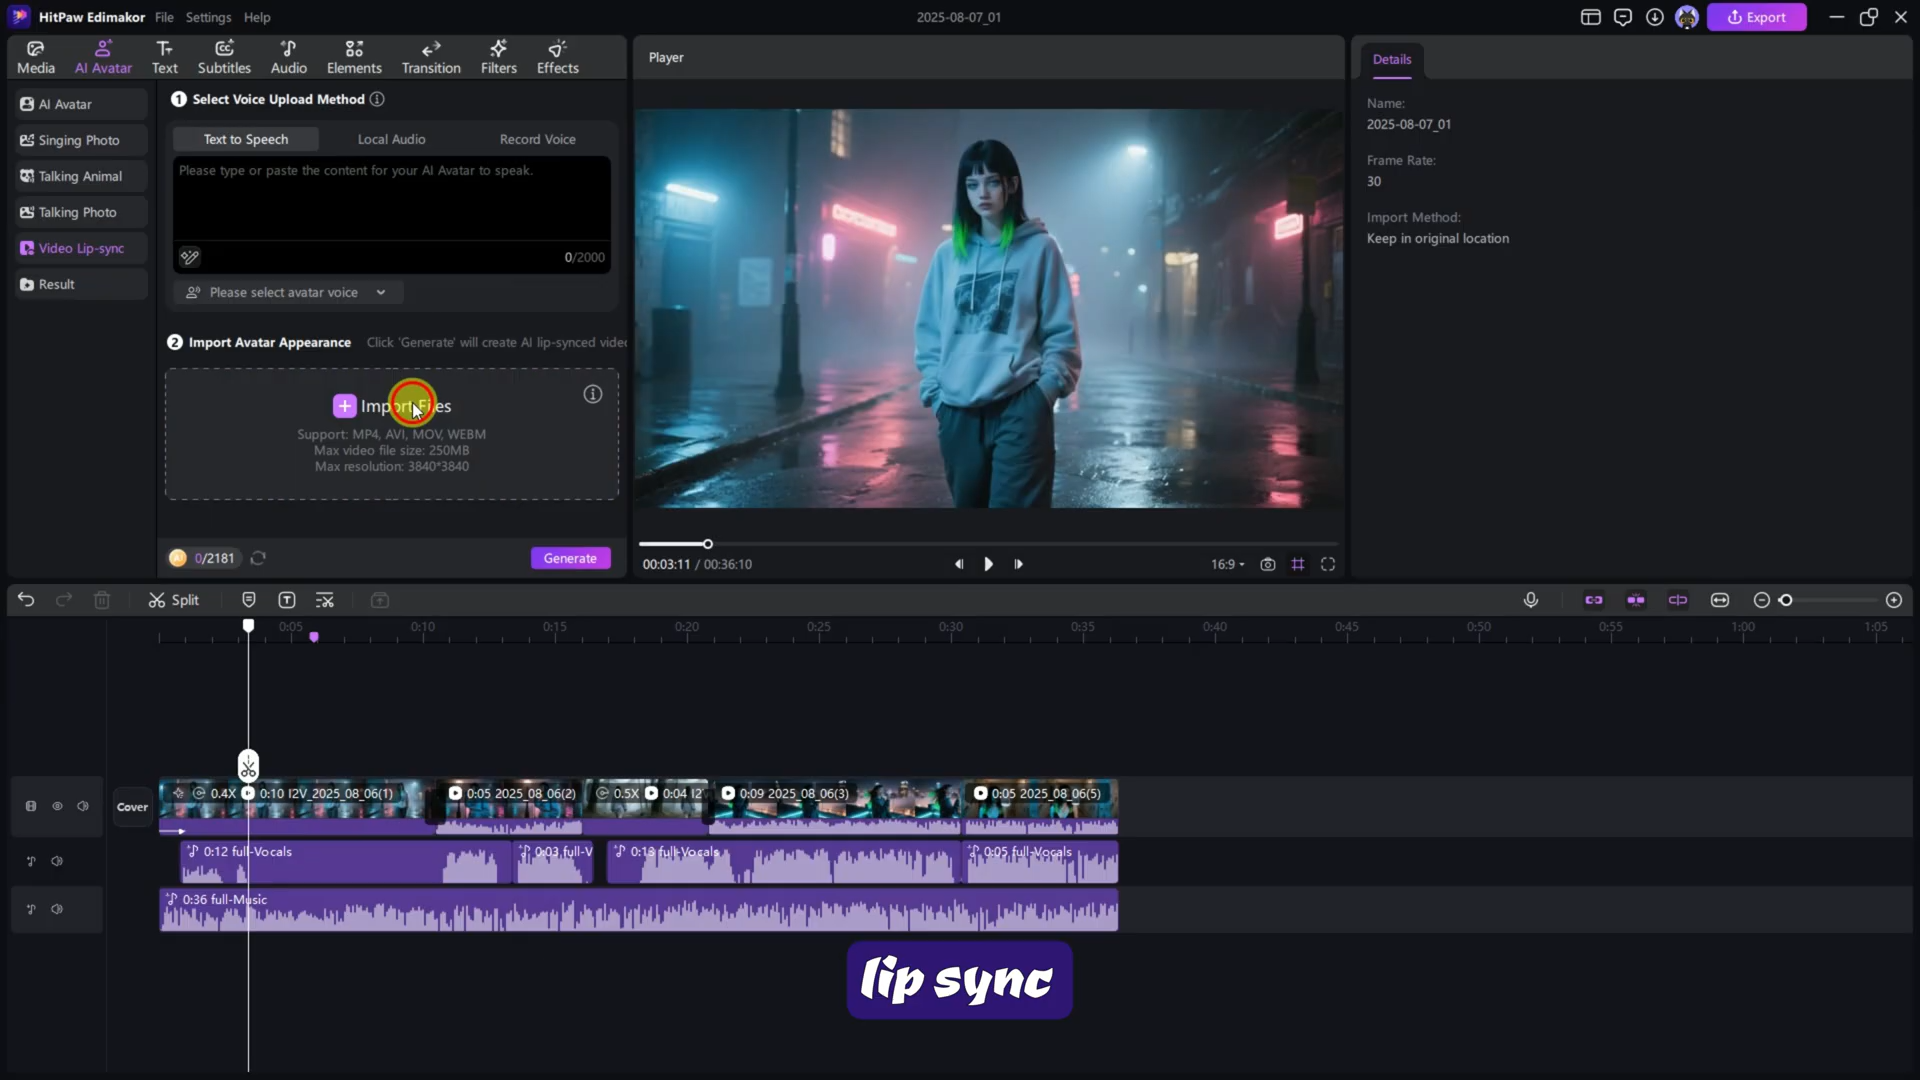 HitPaw Edimakor File Settings Help
2025-08-07_01
Export
Media AI Avatar Text Subtitles Audio Elements Transition Filters Effects
AI Avatar
Singing Photo
Talking Animal
Talking Photo
Video Lip-sync
Result
1 Select Voice Upload Method
Text to Speech Local Audio Record Voice
Please type or paste the content for your AI Avatar to speak.
0/2000
Please select avatar voice
2 Import Avatar Appearance Click 'Generate' will create AI lip-synced video
Import Files
Support: MP4, AVI, MOV, WEBM
Max video file size: 250MB
Max resolution: 3840*3840
0/2181
Generate
Player
00:03:11 / 00:36:10
16:9
Details
Name:
2025-08-07_01
Frame Rate:
30
Import Method:
Keep in original location
Split
0:05 0:10 0:15 0:20 0:25 0:30 0:35 0:40 0:45 0:50 0:55 1:00 1:05
Cover
0.4X 0:10 I2V_2025_08_06(1) 0:05 2025_08_06(2) 0.5X 0:04 I2V 0:09 2025_08_06(3) 0:05 2025_08_06(5)
0:12 full-Vocals 0:03 full-V 0:13 full-Vocals 0:05 full-Vocals
0:36 full-Music
lip sync